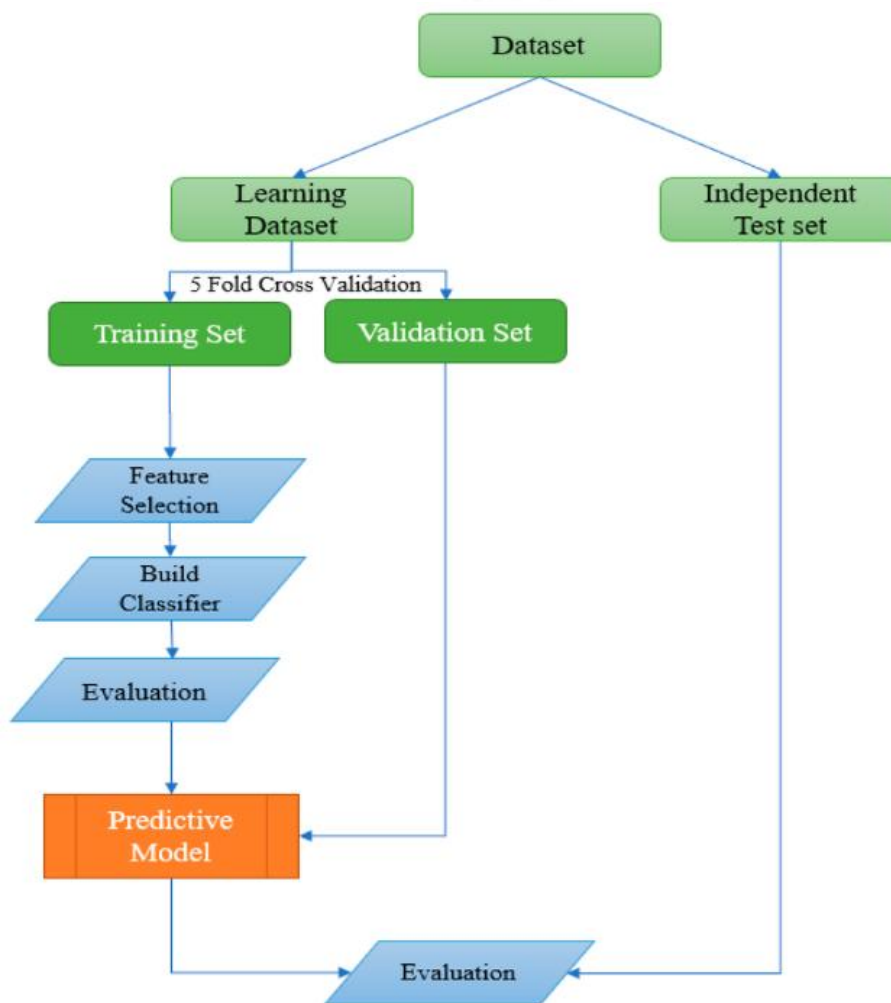 Dataset
Learning
Dataset
Independent
Test set
5 Fold Cross Validation
Training Set
Validation Set
Feature
Selection
Build
Classifier
Evaluation
Predictive
Model
Evaluation